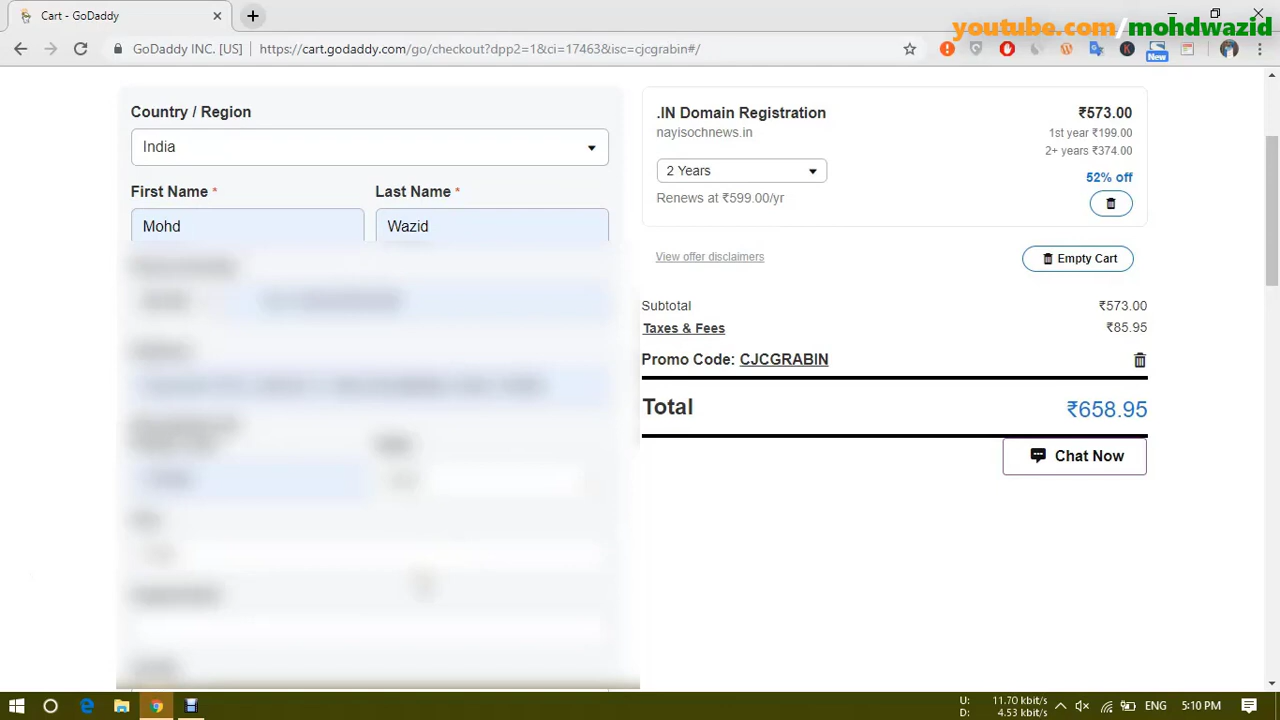 Cart - GoDaddy
youtube.com/mohdwazid
GoDaddy INC. [US]
https://cart.godaddy.com/go/checkout?dpp2=1&ci=17463&isc=cjcgrabin#/
New
Country / Region
India
First Name *
Last Name *
Mohd
Wazid
.IN Domain Registration
₹573.00
nayisochnews.in
1st year ₹199.00
2+ years ₹374.00
2 Years
52% off
Renews at ₹599.00/yr
View offer disclaimers
Empty Cart
Subtotal
₹573.00
Taxes & Fees
₹85.95
Promo Code: CJCGRABIN
Total
₹658.95
Chat Now
U: 11.70 kbit/s
D: 4.53 kbit/s
ENG
5:10 PM